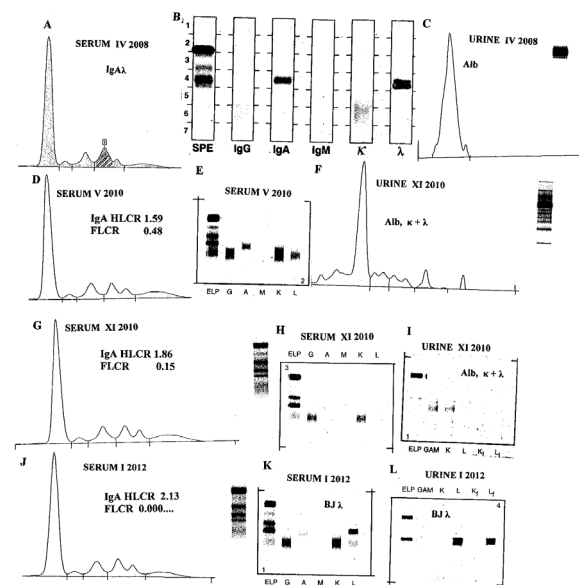 A
SERUM IV 2008
IgAλ
B
1
2
3
4
5
6
7
SPE IgG IgA IgM K λ
C
URINE IV 2008
Alb
D
SERUM V 2010
IgA HLCR 1.59
FLCR 0.48
E
SERUM V 2010
2
ELP G A M K L
F
URINE XI 2010
Alb, κ + λ
G
SERUM XI 2010
IgA HLCR 1.86
FLCR 0.15
H
SERUM XI 2010
ELP G A M K L
3
I
URINE XI 2010
Alb, κ + λ
1
ELP GAM K L Kf Lf
J
SERUM I 2012
IgA HLCR 2.13
FLCR 0.000....
K
SERUM I 2012
BJ λ
1
ELP G A M K L
L
URINE I 2012
ELP GAM K L Kf Lf
4
BJ λ